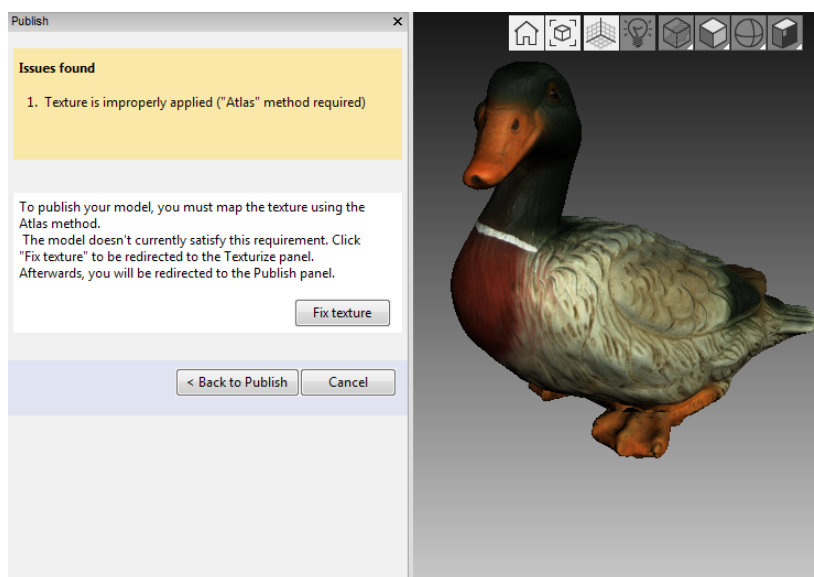 Publish
Issues found
1. Texture is improperly applied ("Atlas" method required)
To publish your model, you must map the texture using the
Atlas method.
The model doesn't currently satisfy this requirement. Click
"Fix texture" to be redirected to the Texturize panel.
Afterwards, you will be redirected to the Publish panel.
Fix texture
< Back to Publish
Cancel